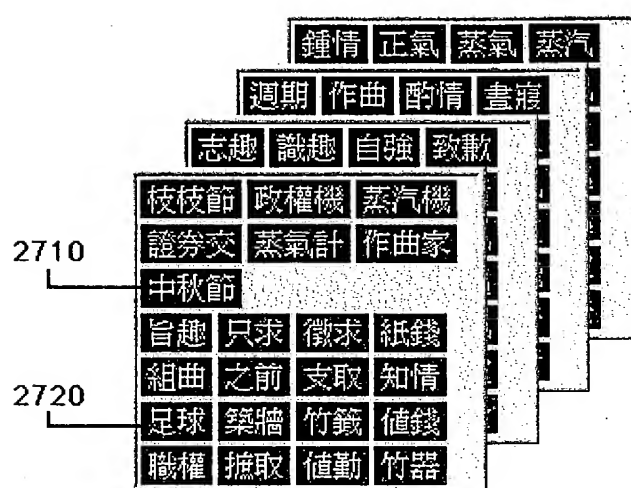 鍾情 正氣 蒸氣 蒸汽
週期 作曲 酌情 晝寢
志趣 識趣 自強 致歉
枝枝節 政權機 蒸汽機
2710
證券交 蒸氣計 作曲家
中秋節
旨趣 只求 徵求 紙錢
2720
組曲 之前 支取 知情
足球 築牆 竹籤 值錢
職權 摭取 值勤 竹器